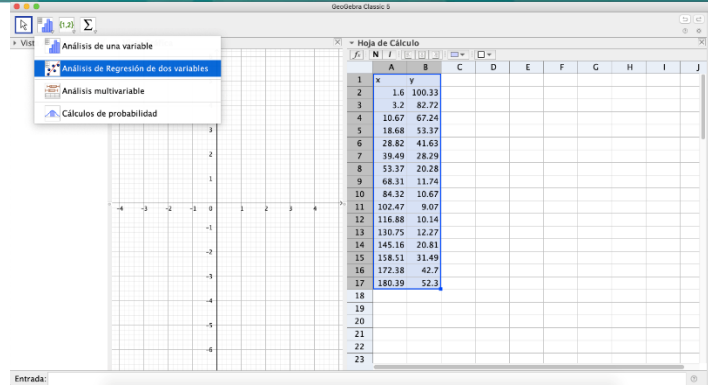 GeoGebra Classic 5
{1,2} Σ
Vist
Análisis de una variable
Análisis de Regresión de dos variables
Análisis multivariable
Cálculos de probabilidad
3
2
1
-4 -3 -2 -1 0 1 2 3 4
-1
-2
-3
-4
-5
-6
Hoja de Cálculo
fx N I
A B C D E F G H I J
1 x y
2 1.6 100.33
3 3.2 82.72
4 10.67 67.24
5 18.68 53.37
6 28.82 41.63
7 39.49 28.29
8 53.37 20.28
9 68.31 11.74
10 84.32 10.67
11 102.47 9.07
12 116.88 10.14
13 130.75 12.27
14 145.16 20.81
15 158.51 31.49
16 172.38 42.7
17 180.39 52.3
18
19
20
21
22
23
Entrada: